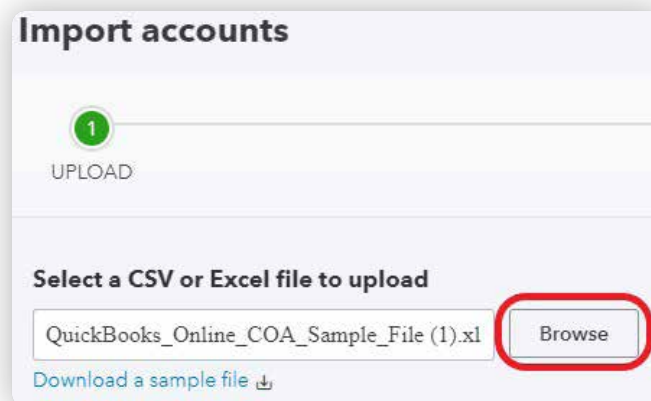 Import accounts
1
UPLOAD
Select a CSV or Excel file to upload
QuickBooks_Online_COA_Sample_File (1).xl
Browse
Download a sample file